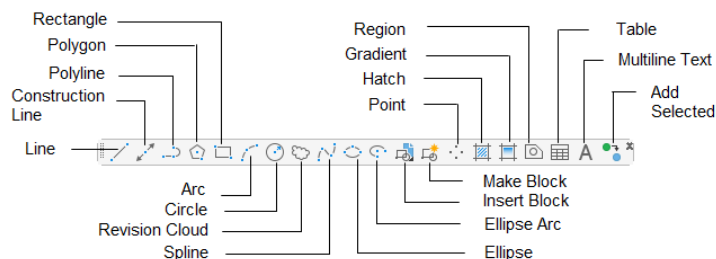 Rectangle
Polygon
Polyline
Construction
Line
Line
Arc
Circle
Revision Cloud
Spline
Region
Gradient
Hatch
Point
Table
Multiline Text
Add
Selected
A
Make Block
Insert Block
Ellipse Arc
Ellipse